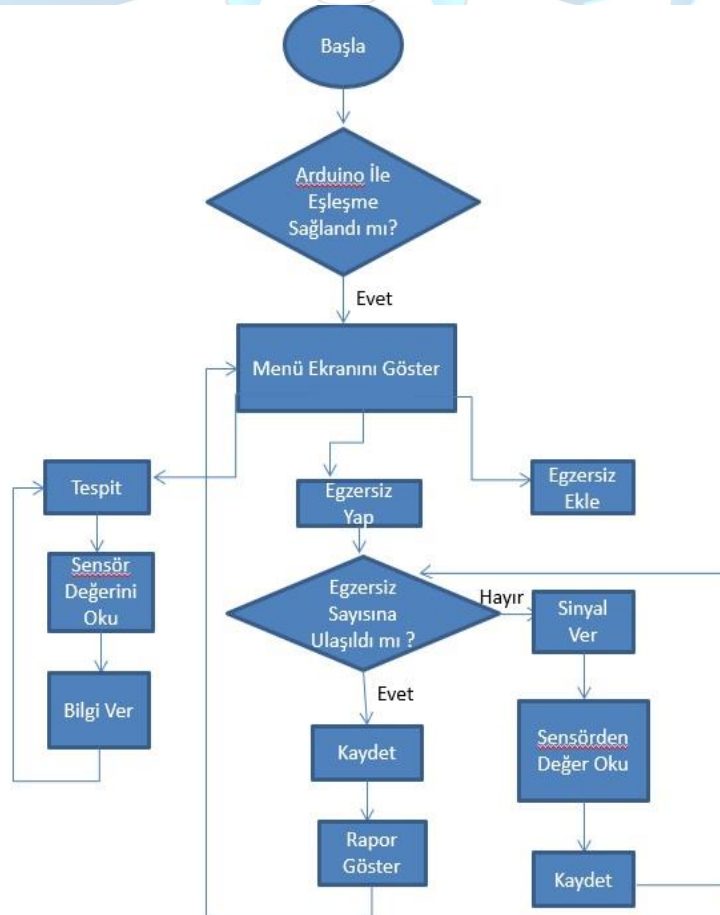 Başla
Arduino İle
Eşleşme
Sağlandı mı?
Evet
Menü Ekranını Göster
Tespit
Egzersiz
Yap
Egzersiz
Ekle
Sensör
Değerini
Oku
Egzersiz
Sayısına
Ulaşıldı mı ?
Hayır
Sinyal
Ver
Bilgi Ver
Evet
Kaydet
Sensörden
Değer Oku
Rapor
Göster
Kaydet